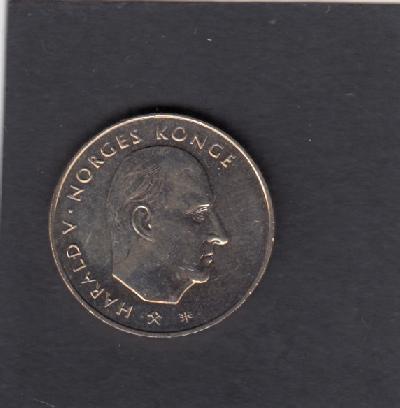 HARALD V · NORGES KONGE